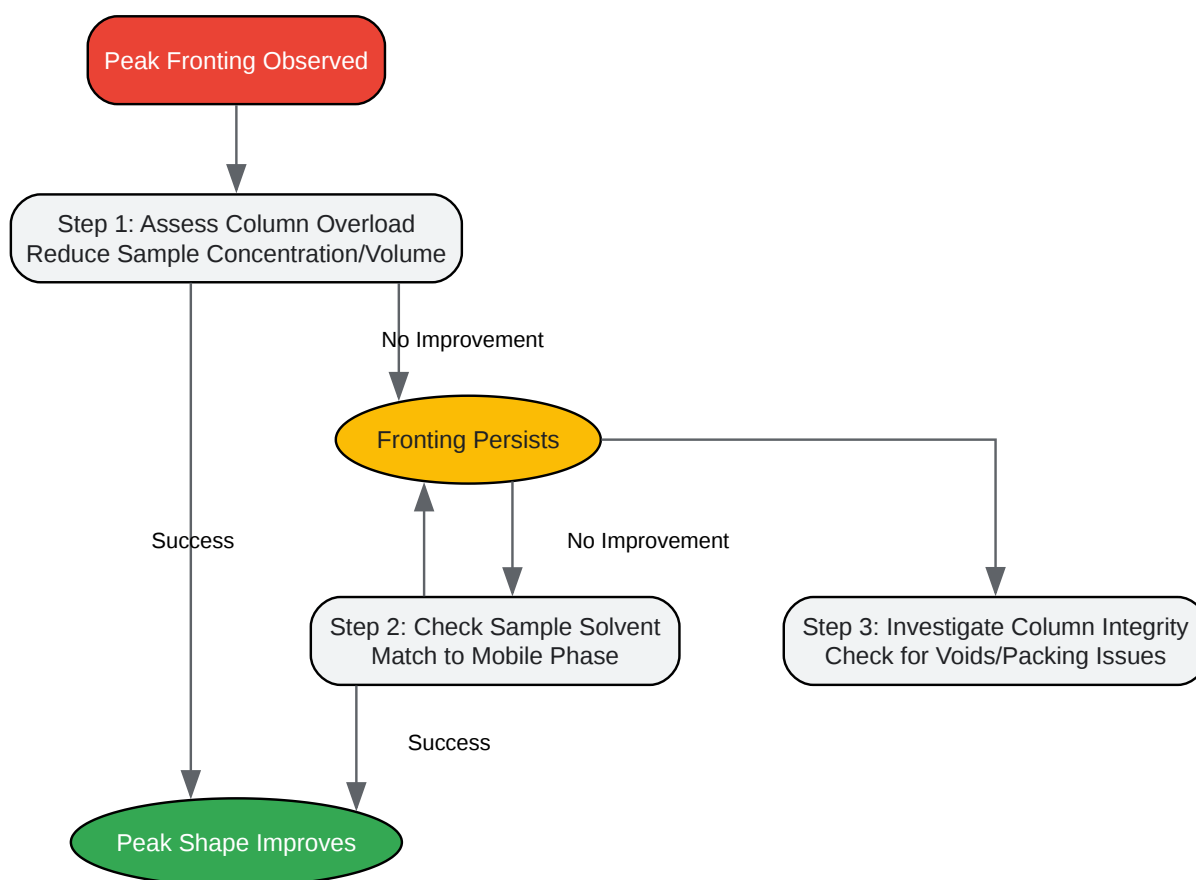 Peak Fronting Observed
Step 1: Assess Column Overload
Reduce Sample Concentration/Volume
No Improvement
Fronting Persists
Success
No Improvement
Step 2: Check Sample Solvent
Match to Mobile Phase
Step 3: Investigate Column Integrity
Check for Voids/Packing Issues
Success
Peak Shape Improves